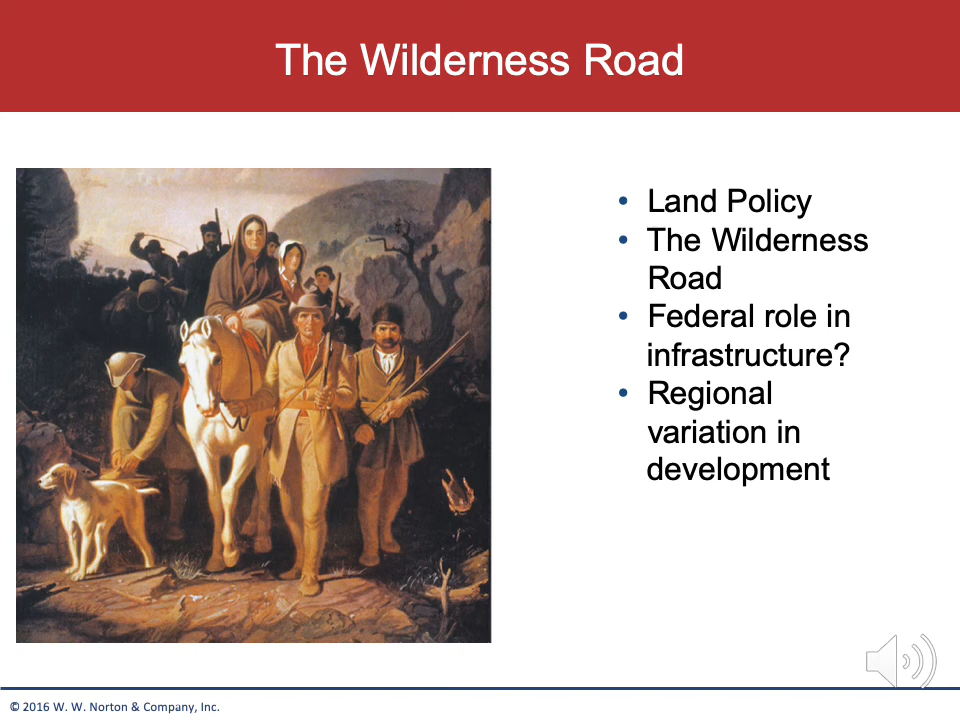 The Wilderness Road
• Land Policy
• The Wilderness
Road
• Federal role in
infrastructure?
• Regional
variation in
development
© 2016 W. W. Norton & Company, Inc.